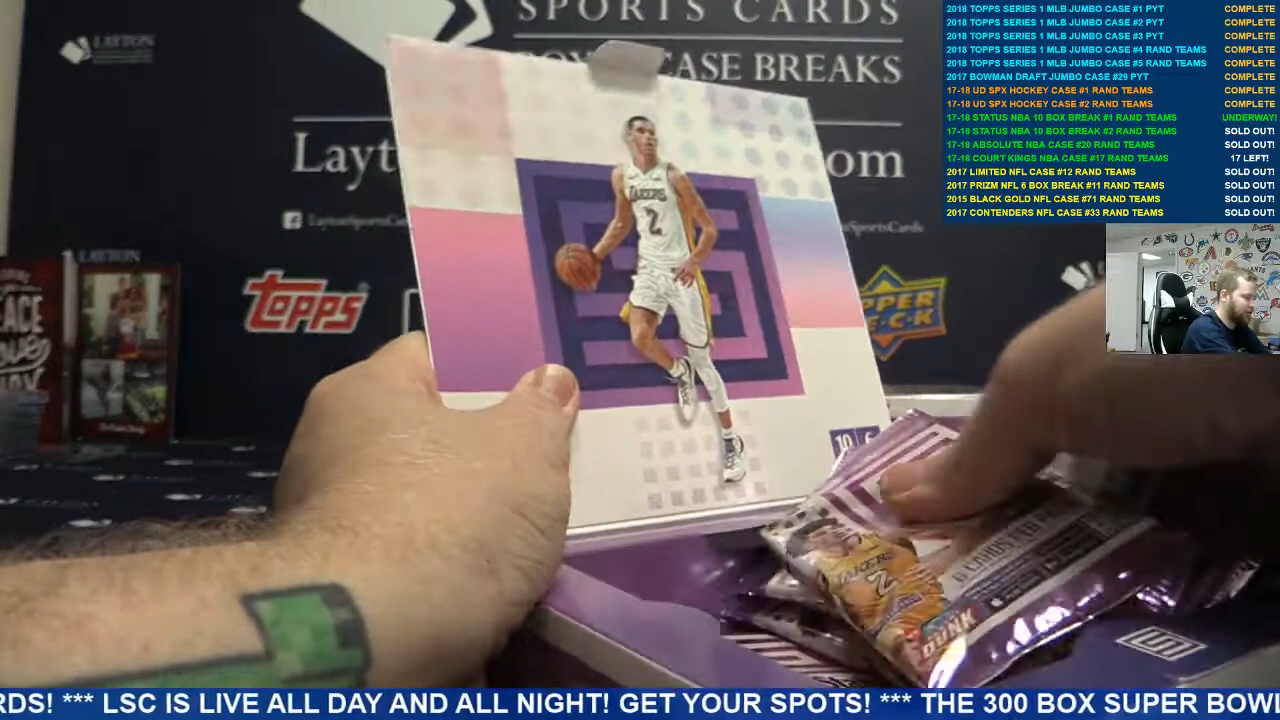 SPORTS CARDS
CASE BREAKS
LAYTON
Layt
om
LaytonSportsCa
SportsCards
LAYTON
TOPPS
PPER
LAKERS
2
10
LAKERS
2
DUNK
2018 TOPPS SERIES 1 MLB JUMBO CASE #1 PYT COMPLETE
2018 TOPPS SERIES 1 MLB JUMBO CASE #2 PYT COMPLETE
2018 TOPPS SERIES 1 MLB JUMBO CASE #3 PYT COMPLETE
2018 TOPPS SERIES 1 MLB JUMBO CASE #4 RAND TEAMS COMPLETE
2018 TOPPS SERIES 1 MLB JUMBO CASE #5 RAND TEAMS COMPLETE
2017 BOWMAN DRAFT JUMBO CASE #29 PYT COMPLETE
17-18 UD SPX HOCKEY CASE #1 RAND TEAMS COMPLETE
17-18 UD SPX HOCKEY CASE #2 RAND TEAMS COMPLETE
17-18 STATUS NBA 10 BOX BREAK #1 RAND TEAMS UNDERWAY!
17-18 STATUS NBA 10 BOX BREAK #2 RAND TEAMS SOLD OUT!
17-18 ABSOLUTE NBA CASE #20 RAND TEAMS SOLD OUT!
17-18 COURT KINGS NBA CASE #17 RAND TEAMS 17 LEFT!
2017 LIMITED NFL CASE #12 RAND TEAMS SOLD OUT!
2017 PRIZM NFL 6 BOX BREAK #11 RAND TEAMS SOLD OUT!
2015 BLACK GOLD NFL CASE #71 RAND TEAMS SOLD OUT!
2017 CONTENDERS NFL CASE #33 RAND TEAMS SOLD OUT!
RDS! *** LSC IS LIVE ALL DAY AND ALL NIGHT! GET YOUR SPOTS! *** THE 300 BOX SUPER BOWL